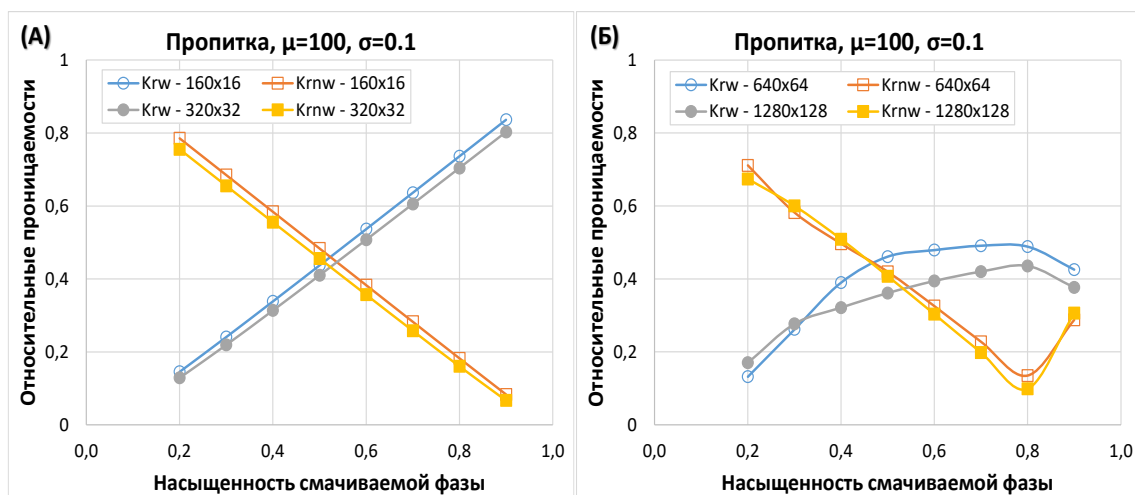 (А)
Пропитка, μ=100, σ=0.1
Относительные проницаемости
1
0,8
0,6
0,4
0,2
0
Krw - 160x16
Krnw - 160x16
Krw - 320x32
Krnw - 320x32
0,0 0,2 0,4 0,6 0,8 1,0
Насыщенность смачиваемой фазы
(Б)
Пропитка, μ=100, σ=0.1
Относительные проницаемости
1
0,8
0,6
0,4
0,2
0
Krw - 640x64
Krnw - 640x64
Krw - 1280x128
Krnw - 1280x128
0,0 0,2 0,4 0,6 0,8 1,0
Насыщенность смачиваемой фазы